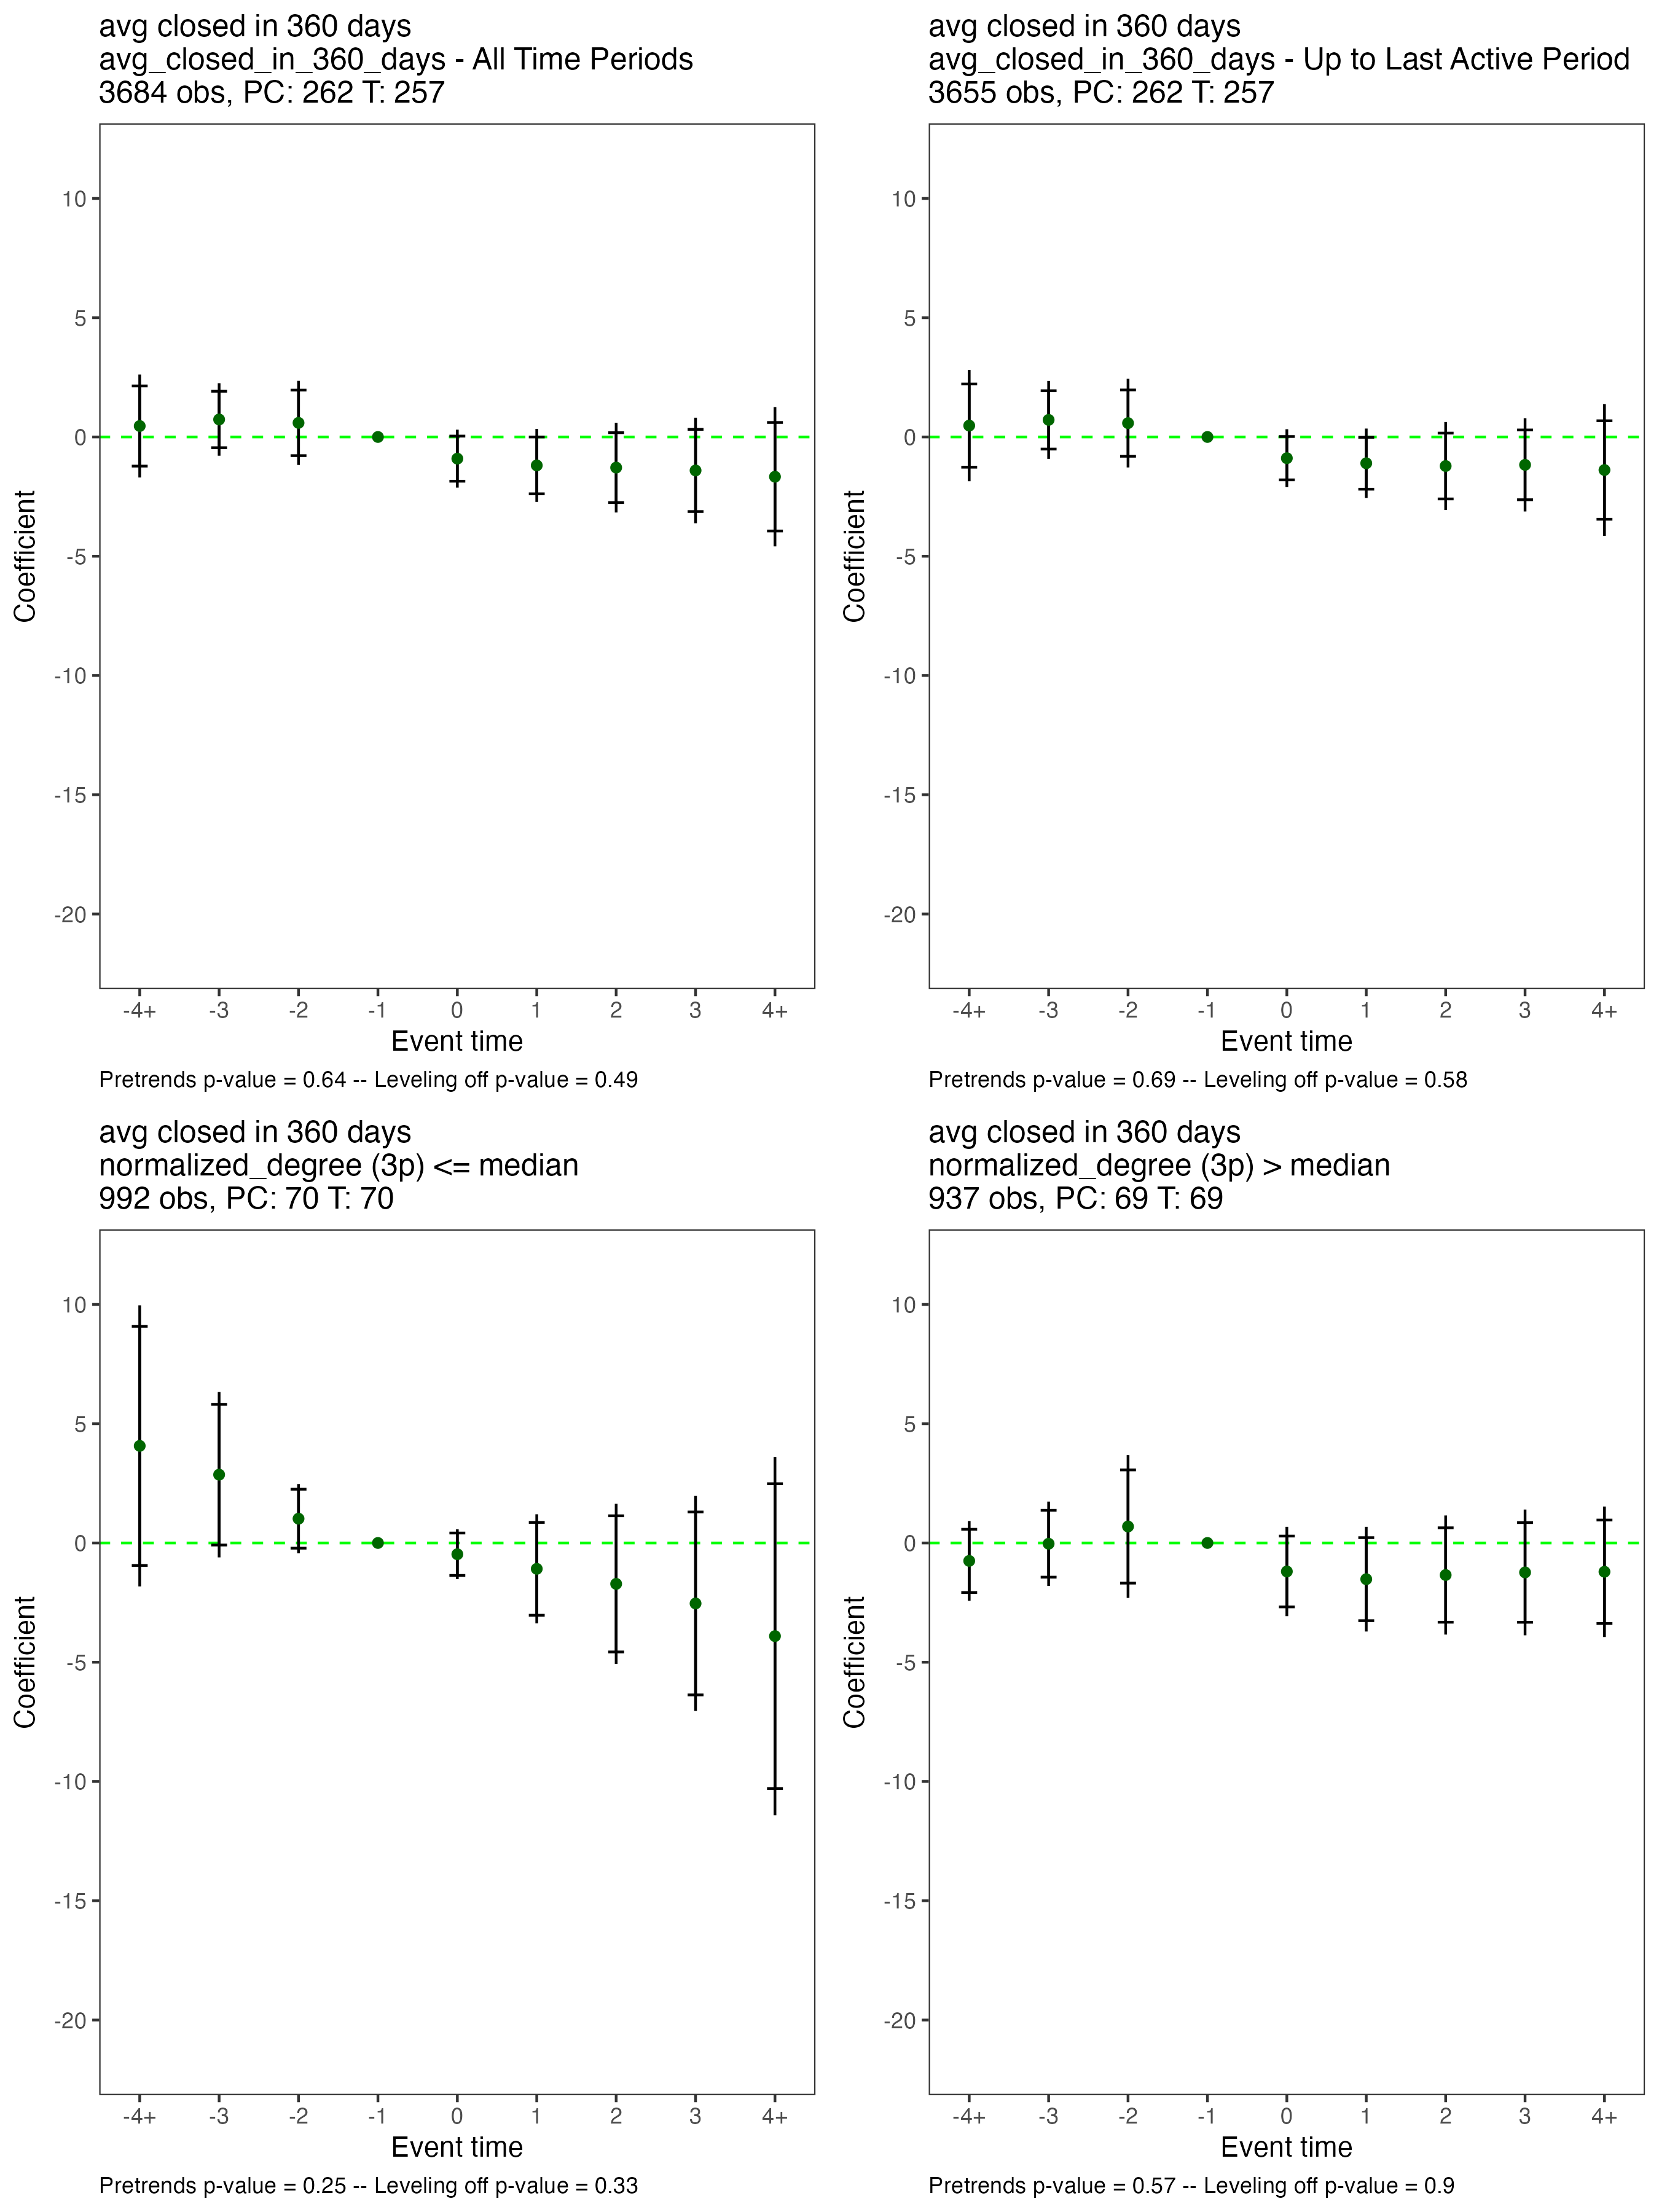 avg closed in 360 days
avg_closed_in_360_days - All Time Periods
3684 obs, PC: 262 T: 257
10
5
0
-5
-10
-15
-20
Coefficient
-4+ -3 -2 -1 0 1 2 3 4+
Event time
Pretrends p-value = 0.64 -- Leveling off p-value = 0.49
avg closed in 360 days
avg_closed_in_360_days - Up to Last Active Period
3655 obs, PC: 262 T: 257
10
5
0
-5
-10
-15
-20
Coefficient
-4+ -3 -2 -1 0 1 2 3 4+
Event time
Pretrends p-value = 0.69 -- Leveling off p-value = 0.58
avg closed in 360 days
normalized_degree (3p) <= median
992 obs, PC: 70 T: 70
10
5
0
-5
-10
-15
-20
Coefficient
-4+ -3 -2 -1 0 1 2 3 4+
Event time
Pretrends p-value = 0.25 -- Leveling off p-value = 0.33
avg closed in 360 days
normalized_degree (3p) > median
937 obs, PC: 69 T: 69
10
5
0
-5
-10
-15
-20
Coefficient
-4+ -3 -2 -1 0 1 2 3 4+
Event time
Pretrends p-value = 0.57 -- Leveling off p-value = 0.9